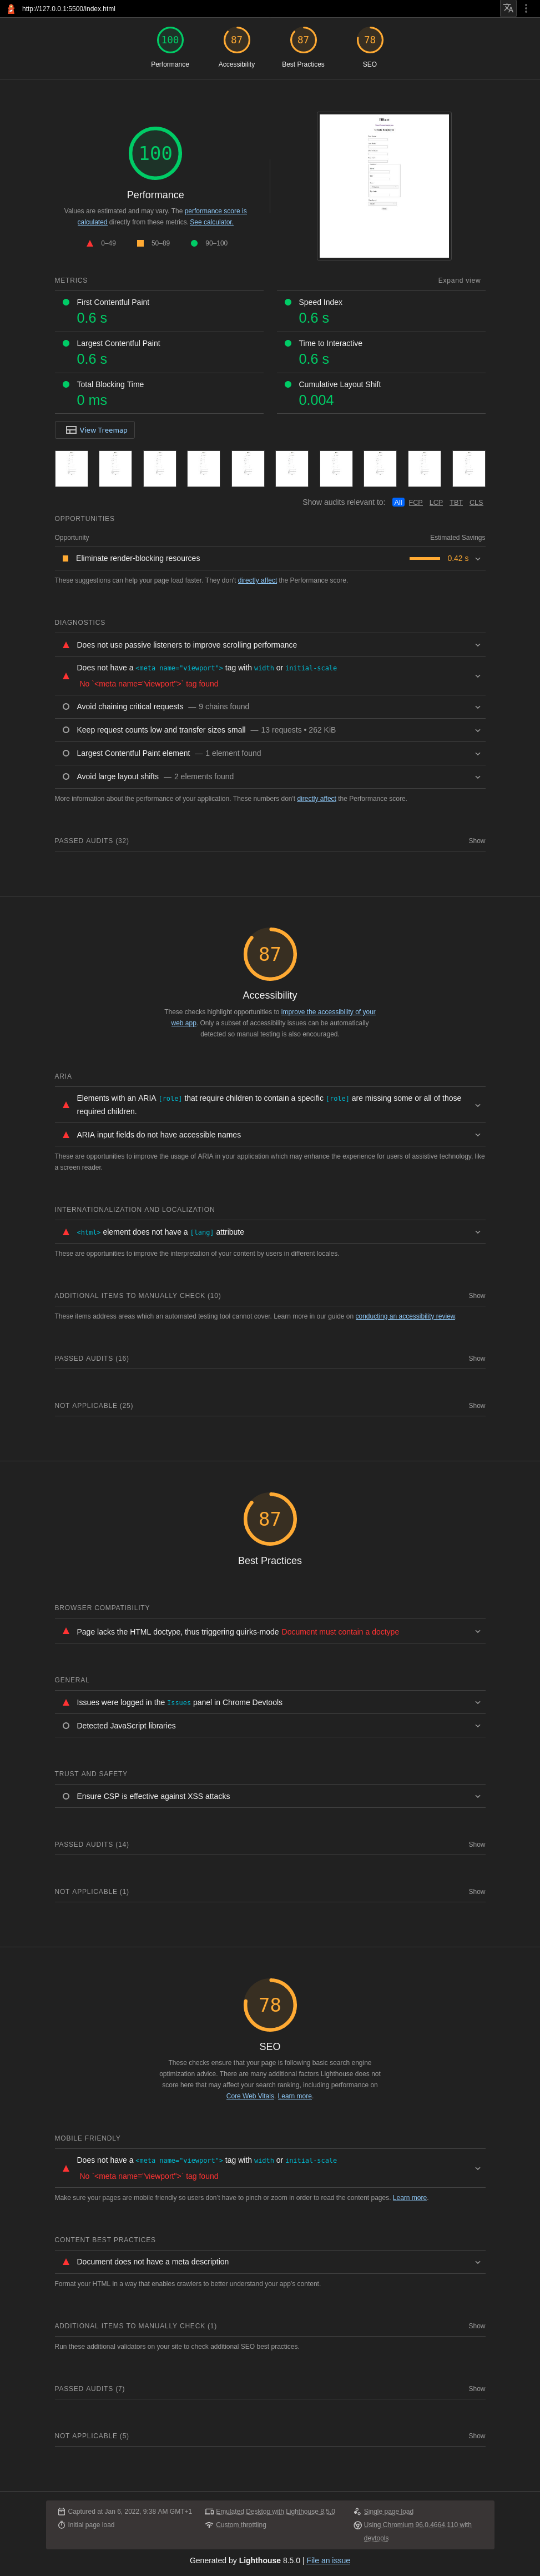 http://127.0.0.1:5500/index.html
100 87 87 78
Performance Accessibility Best Practices SEO
100
Performance
Values are estimated and may vary. The performance score is
calculated directly from these metrics. See calculator.
0–49 50–89 90–100
METRICS Expand view
First Contentful Paint Speed Index
0.6 s 0.6 s
Largest Contentful Paint Time to Interactive
0.6 s 0.6 s
Total Blocking Time Cumulative Layout Shift
0 ms 0.004
View Treemap
Show audits relevant to: All FCP LCP TBT CLS
OPPORTUNITIES
Opportunity Estimated Savings
Eliminate render-blocking resources 0.42 s
These suggestions can help your page load faster. They don't directly affect the Performance score.
DIAGNOSTICS
Does not use passive listeners to improve scrolling performance
Does not have a <meta name="viewport"> tag with width or initial-scale
No `<meta name="viewport">` tag found
Avoid chaining critical requests — 9 chains found
Keep request counts low and transfer sizes small — 13 requests • 262 KiB
Largest Contentful Paint element — 1 element found
Avoid large layout shifts — 2 elements found
More information about the performance of your application. These numbers don't directly affect the Performance score.
PASSED AUDITS (32) Show
87
Accessibility
These checks highlight opportunities to improve the accessibility of your
web app. Only a subset of accessibility issues can be automatically
detected so manual testing is also encouraged.
ARIA
Elements with an ARIA [role] that require children to contain a specific [role] are missing some or all of those
required children.
ARIA input fields do not have accessible names
These are opportunities to improve the usage of ARIA in your application which may enhance the experience for users of assistive technology, like
a screen reader.
INTERNATIONALIZATION AND LOCALIZATION
<html> element does not have a [lang] attribute
These are opportunities to improve the interpretation of your content by users in different locales.
ADDITIONAL ITEMS TO MANUALLY CHECK (10) Show
These items address areas which an automated testing tool cannot cover. Learn more in our guide on conducting an accessibility review.
PASSED AUDITS (16) Show
NOT APPLICABLE (25) Show
87
Best Practices
BROWSER COMPATIBILITY
Page lacks the HTML doctype, thus triggering quirks-mode Document must contain a doctype
GENERAL
Issues were logged in the Issues panel in Chrome Devtools
Detected JavaScript libraries
TRUST AND SAFETY
Ensure CSP is effective against XSS attacks
PASSED AUDITS (14) Show
NOT APPLICABLE (1) Show
78
SEO
These checks ensure that your page is following basic search engine
optimization advice. There are many additional factors Lighthouse does not
score here that may affect your search ranking, including performance on
Core Web Vitals. Learn more.
MOBILE FRIENDLY
Does not have a <meta name="viewport"> tag with width or initial-scale
No `<meta name="viewport">` tag found
Make sure your pages are mobile friendly so users don't have to pinch or zoom in order to read the content pages. Learn more.
CONTENT BEST PRACTICES
Document does not have a meta description
Format your HTML in a way that enables crawlers to better understand your app's content.
ADDITIONAL ITEMS TO MANUALLY CHECK (1) Show
Run these additional validators on your site to check additional SEO best practices.
PASSED AUDITS (7) Show
NOT APPLICABLE (5) Show
Captured at Jan 6, 2022, 9:38 AM GMT+1 Emulated Desktop with Lighthouse 8.5.0 Single page load
Initial page load Custom throttling Using Chromium 96.0.4664.110 with
devtools
Generated by Lighthouse 8.5.0 | File an issue